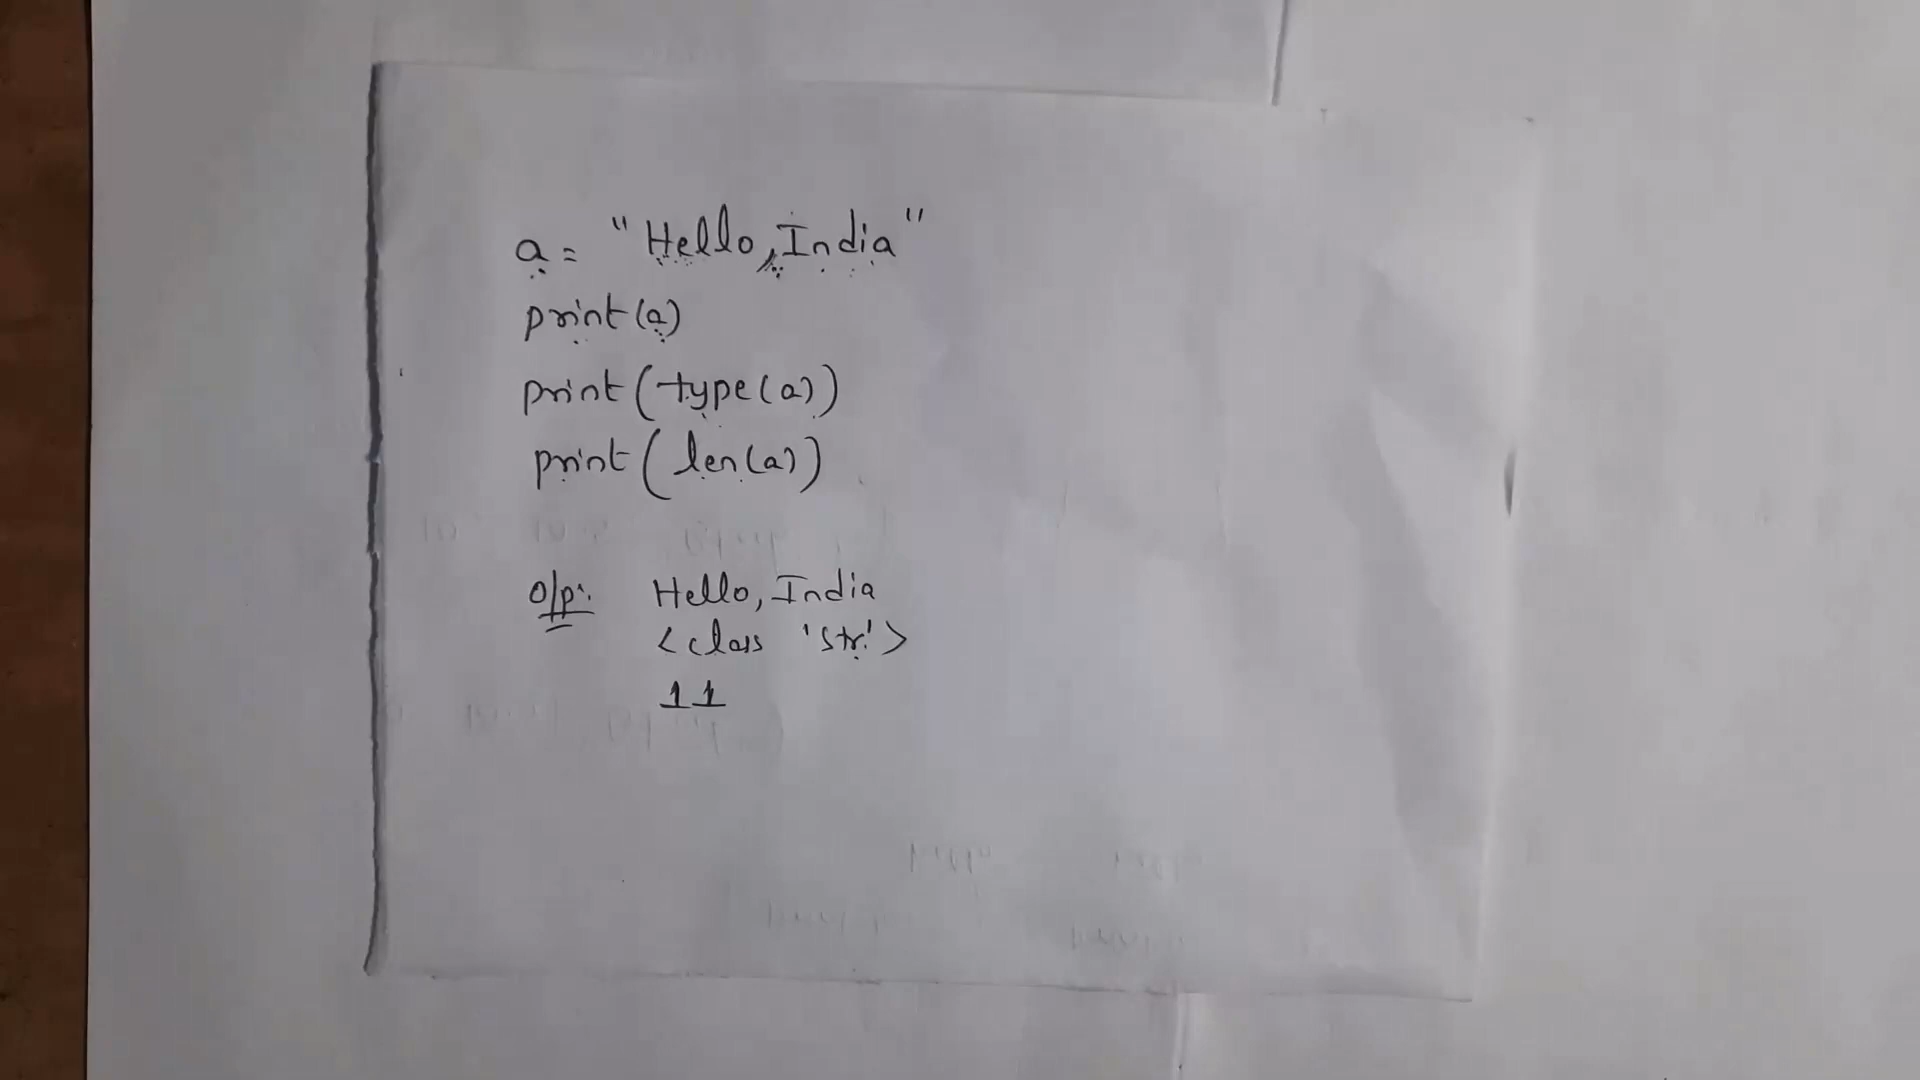 a = "Hello,India"
print(a)
print(type(a))
print(len(a))
o/p:. Hello, India
<class 'str'>
11